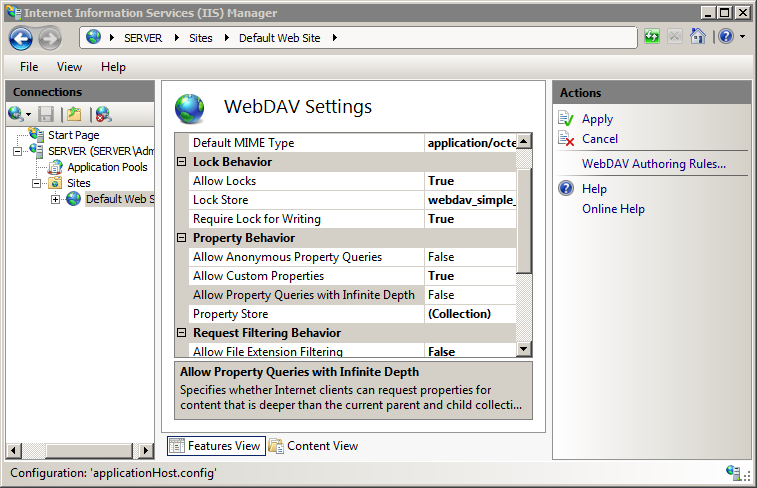 Internet Information Services (IIS) Manager
SERVER Sites Default Web Site
File View Help
Connections
Start Page
SERVER (SERVER\Adm
Application Pools
Sites
Default Web S
WebDAV Settings
Default MIME Type application/octe
Lock Behavior
Allow Locks True
Lock Store webdav_simple_
Require Lock for Writing True
Property Behavior
Allow Anonymous Property Queries False
Allow Custom Properties True
Allow Property Queries with Infinite Depth False
Property Store (Collection)
Request Filtering Behavior
Allow File Extension Filtering False
Allow Property Queries with Infinite Depth
Specifies whether Internet clients can request properties for
content that is deeper than the current parent and child collecti...
Features View Content View
Actions
Apply
Cancel
WebDAV Authoring Rules...
Help
Online Help
Configuration: 'applicationHost.config'